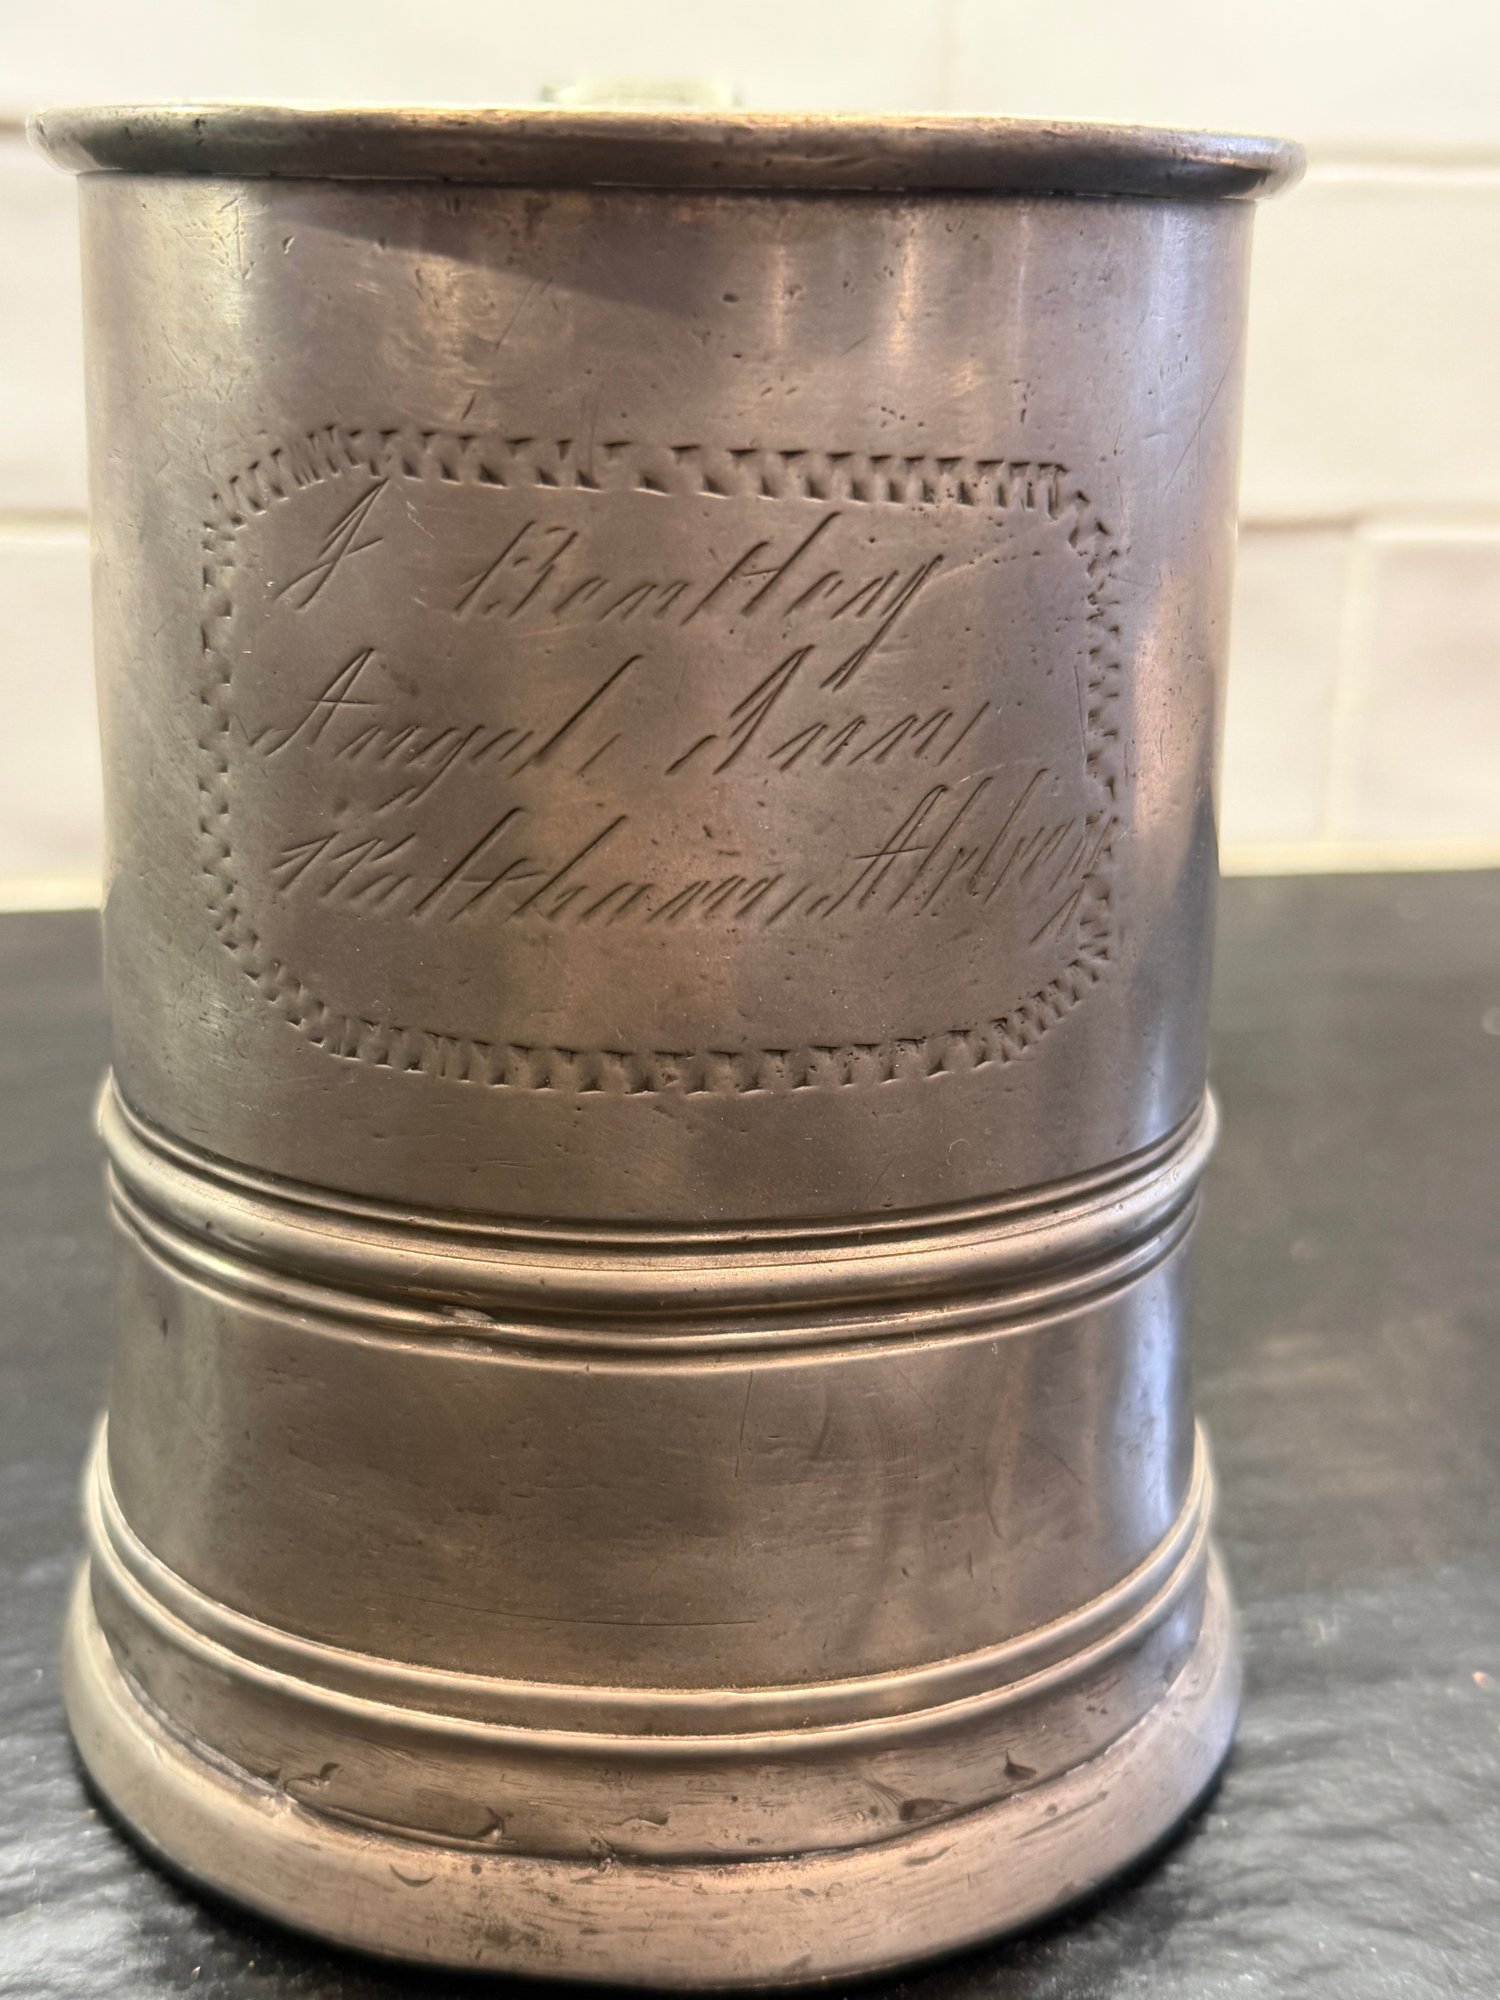 J Bentley
Angel, Inn,
Waltham, Abbey